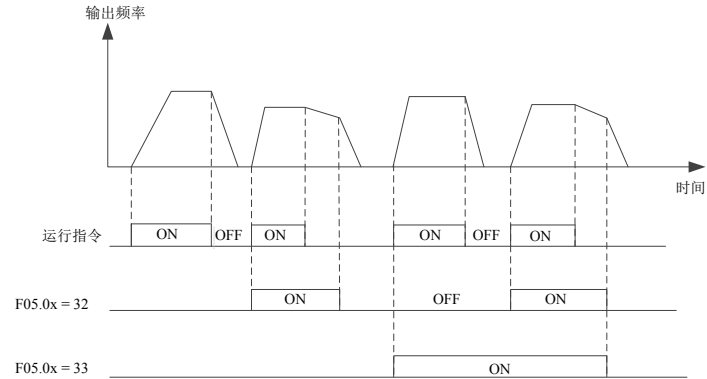 输出频率
时间
运行指令 ON OFF ON ON OFF ON
F05.0x = 32 ON OFF ON
F05.0x = 33 ON